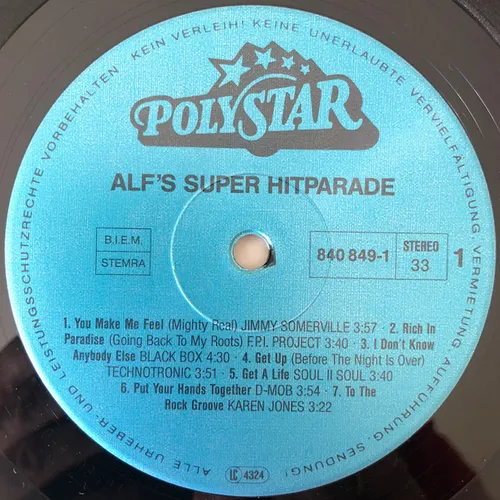 ALLE URHEBER- UND LEISTUNGSSCHUTZRECHTE VORBEHALTEN · KEIN VERLEIH! KEINE UNERLAUBTE VERVIELFÄLTIGUNG, VERMIETUNG, AUFFÜHRUNG, SENDUNG!
POLYSTAR
ALF'S SUPER HITPARADE
B.I.E.M.
STEMRA
840 849-1
STEREO
33
1
1. You Make Me Feel (Mighty Real) JIMMY SOMERVILLE 3:57 · 2. Rich In
Paradise (Going Back To My Roots) F.P.I. PROJECT 3:40 · 3. I Don't Know
Anybody Else BLACK BOX 4:30 · 4. Get Up (Before The Night Is Over)
TECHNOTRONIC 3:51 · 5. Get A Life SOUL II SOUL 3:40
6. Put Your Hands Together D-MOB 3:54 · 7. To The
Rock Groove KAREN JONES 3:22
LC 4324